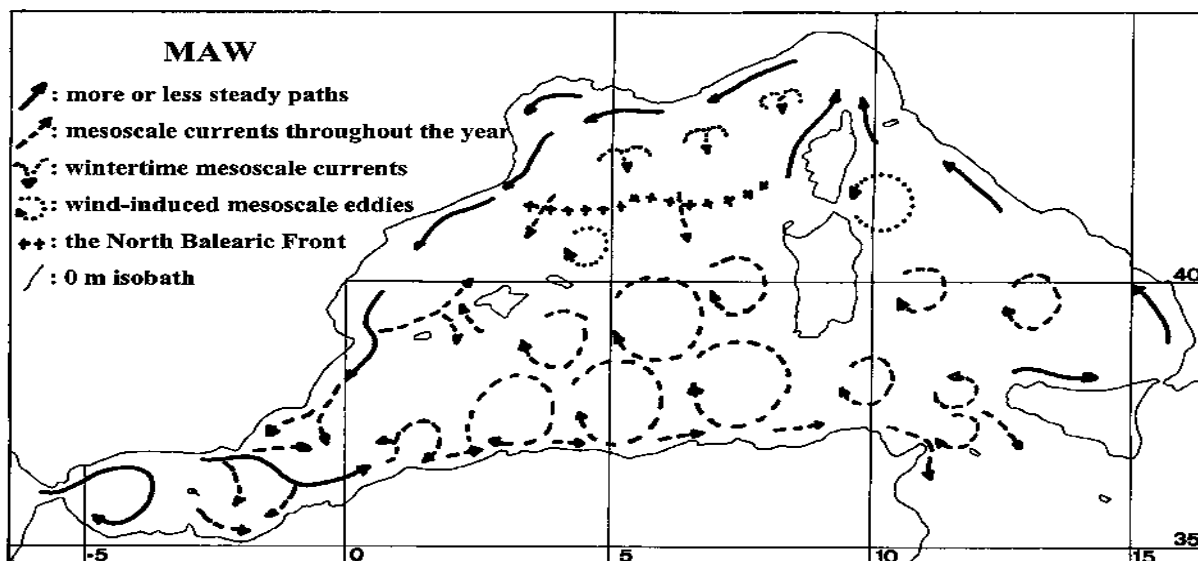 MAW
: more or less steady paths
: mesoscale currents throughout the year
: wintertime mesoscale currents
: wind-induced mesoscale eddies
++: the North Balearic Front
: 0 m isobath
40
35
-5
0
5
10
15